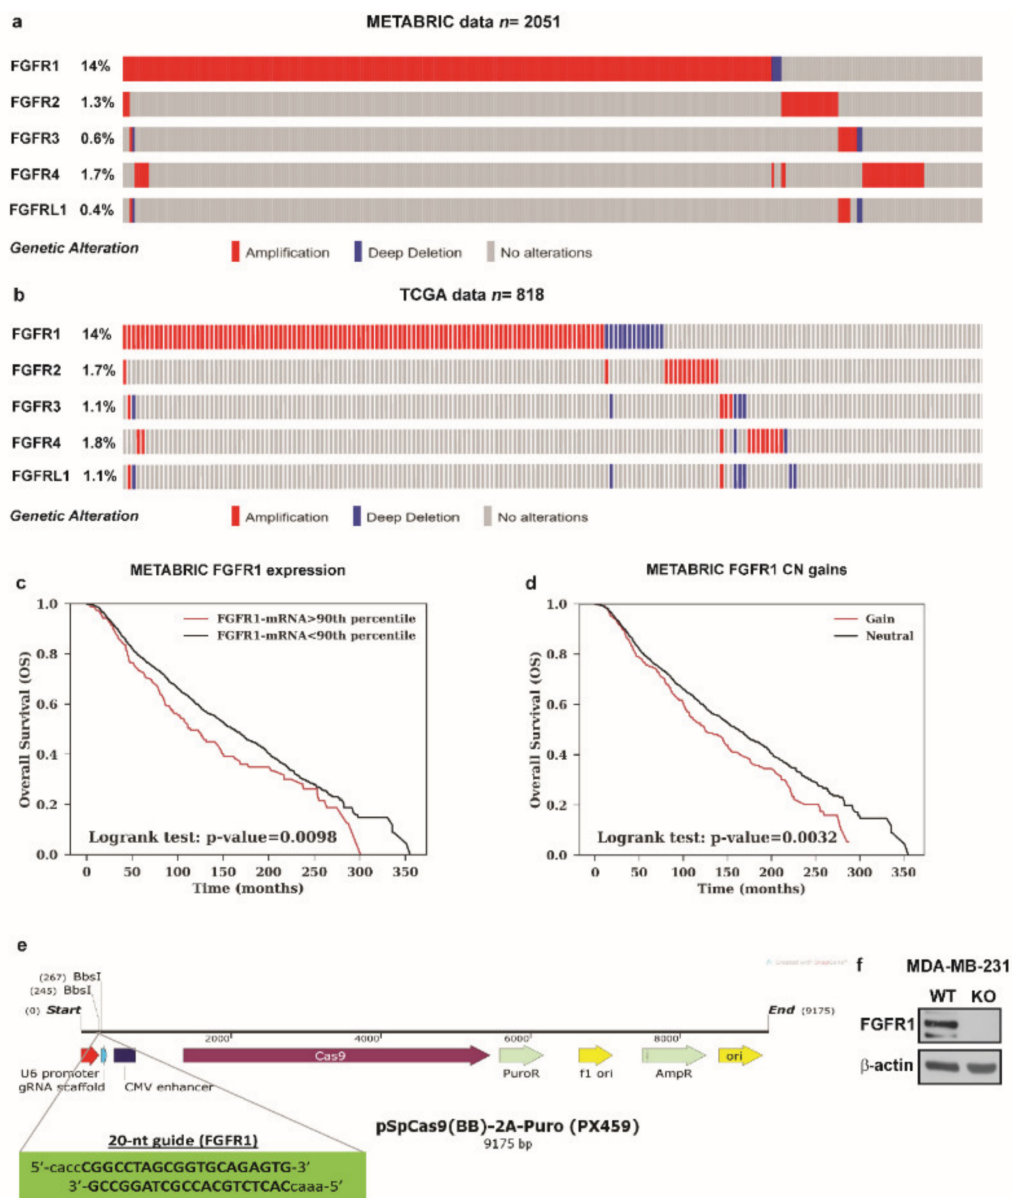 a
METABRIC data n= 2051
FGFR1 14%
FGFR2 1.3%
FGFR3 0.6%
FGFR4 1.7%
FGFRL1 0.4%
Genetic Alteration Amplification Deep Deletion No alterations
b
TCGA data n= 818
FGFR1 14%
FGFR2 1.7%
FGFR3 1.1%
FGFR4 1.8%
FGFRL1 1.1%
Genetic Alteration Amplification Deep Deletion No alterations
c
METABRIC FGFR1 expression
1.0
0.8
0.6
0.4
0.2
0.0
Overall Survival (OS)
FGFR1-mRNA>90th percentile
FGFR1-mRNA<90th percentile
Logrank test: p-value=0.0098
0 50 100 150 200 250 300 350
Time (months)
d
METABRIC FGFR1 CN gains
1.0
0.8
0.6
0.4
0.2
0.0
Overall Survival (OS)
Gain
Neutral
Logrank test: p-value=0.0032
0 50 100 150 200 250 300 350
Time (months)
e
(267) BbsI
(245) BbsI
(0) Start
End (9175)
2000 4000 6000 8000
Cas9
ori
U6 promoter
gRNA scaffold
CMV enhancer
PuroR
f1 ori
AmpR
pSpCas9(BB)-2A-Puro (PX459)
9175 bp
20-nt guide (FGFR1)
5’-caccCGGCCTAGCGGTGCAGAGTG-3’
3’-GCCGGATCGCCACGTCTCACcaaa-5’
f
MDA-MB-231
WT KO
FGFR1
β-actin